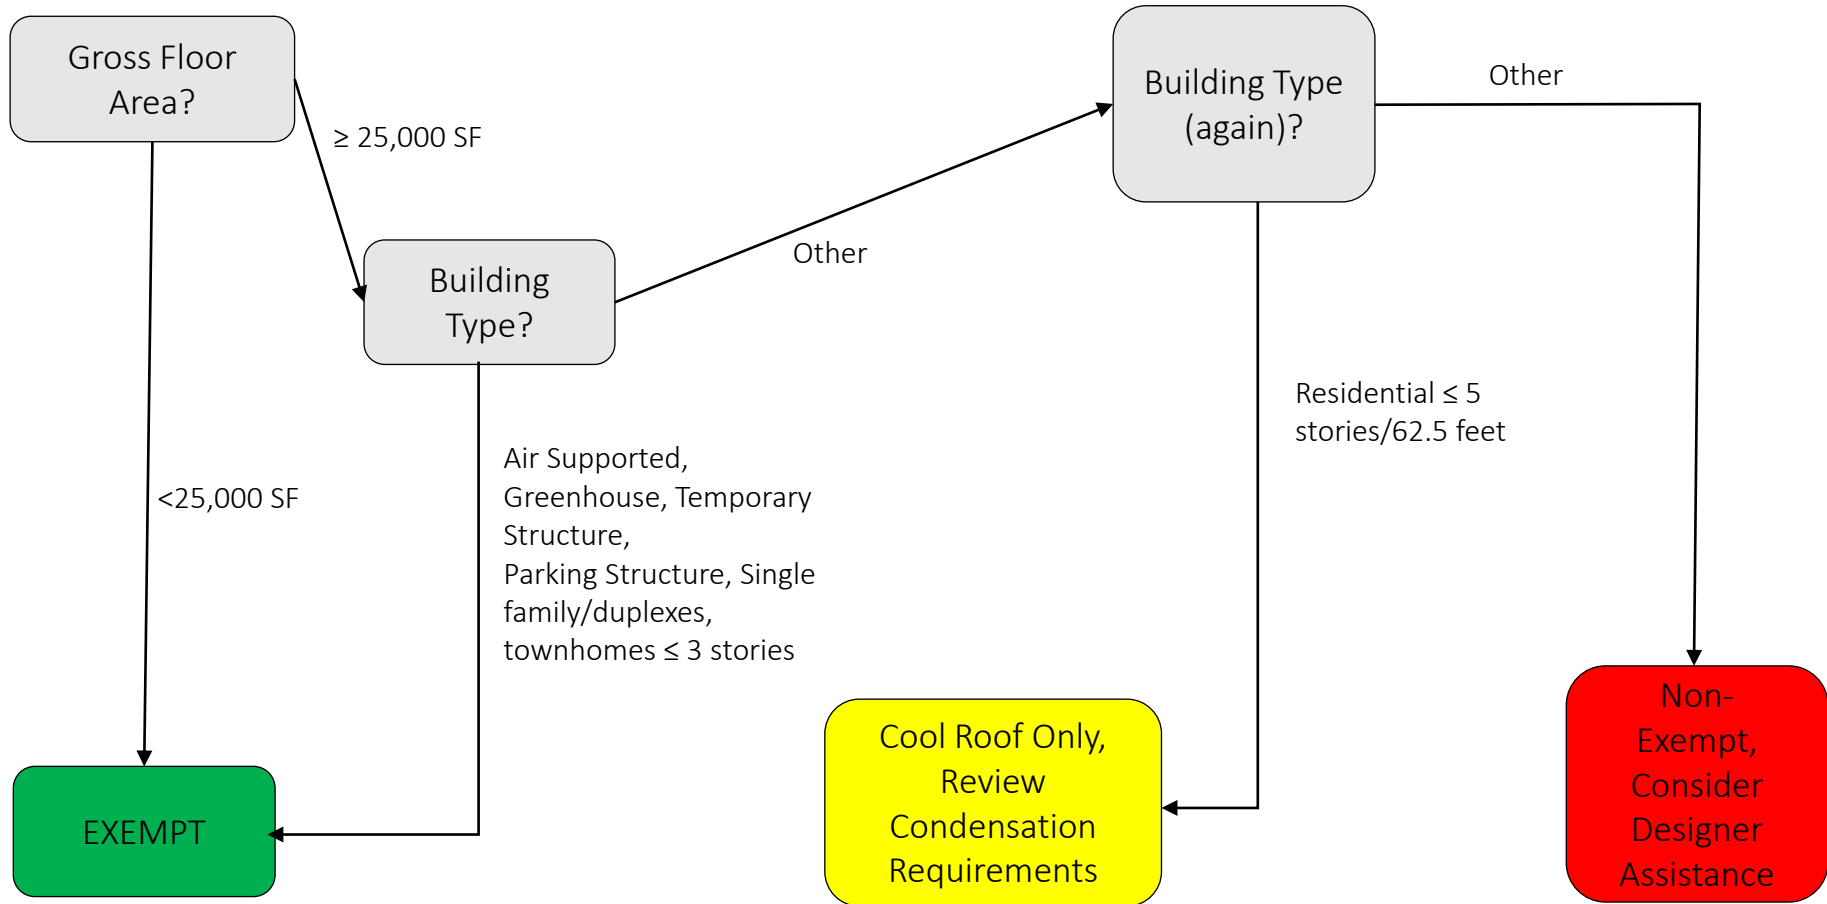 Gross Floor
Area?
≥ 25,000 SF
<25,000 SF
Building
Type?
Other
Air Supported,
Greenhouse, Temporary
Structure,
Parking Structure, Single
family/duplexes,
townhomes ≤ 3 stories
EXEMPT
Building Type
(again)?
Other
Residential ≤ 5
stories/62.5 feet
Cool Roof Only,
Review
Condensation
Requirements
Non-
Exempt,
Consider
Designer
Assistance